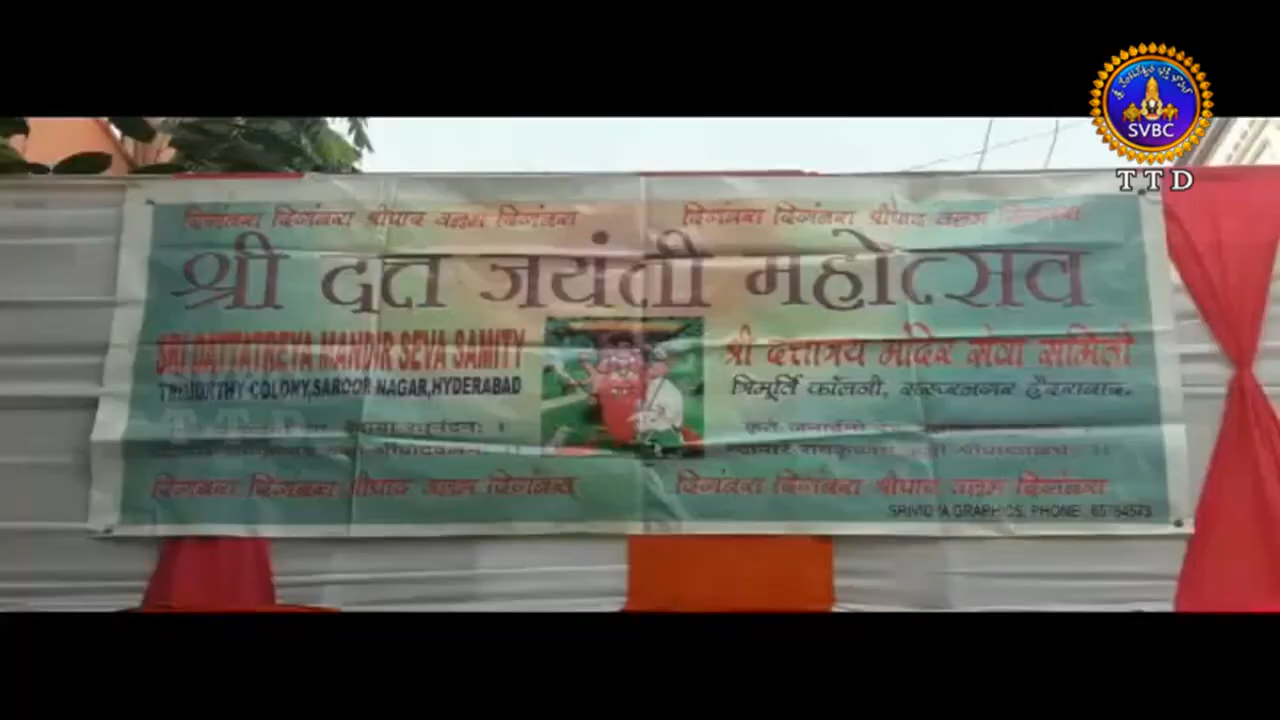 SVBC
T T D
दिगंबरा दिगंबरा श्रीपाद वल्लभ दिगंबरा दिगंबरा दिगंबरा श्रीपाद वल्लभ दिगंबरा
श्री दत्त जयंती महोत्सव
SRI DATTATREYA MANDIR SEVA SAMITY
TRIMURTHY COLONY,SAROOR NAGAR,HYDERABAD
श्री दत्तात्रय मंदिर सेवा समिती
त्रिमूर्ति कॉलनी, सरूरनगर हैदराबाद.
T T D
दिगंबरा दिगंबरा श्रीपाद वल्लभ दिगंबरा दिगंबरा दिगंबरा श्रीपाद वल्लभ दिगंबरा
SRIVIDYA GRAPHICS, PHONE